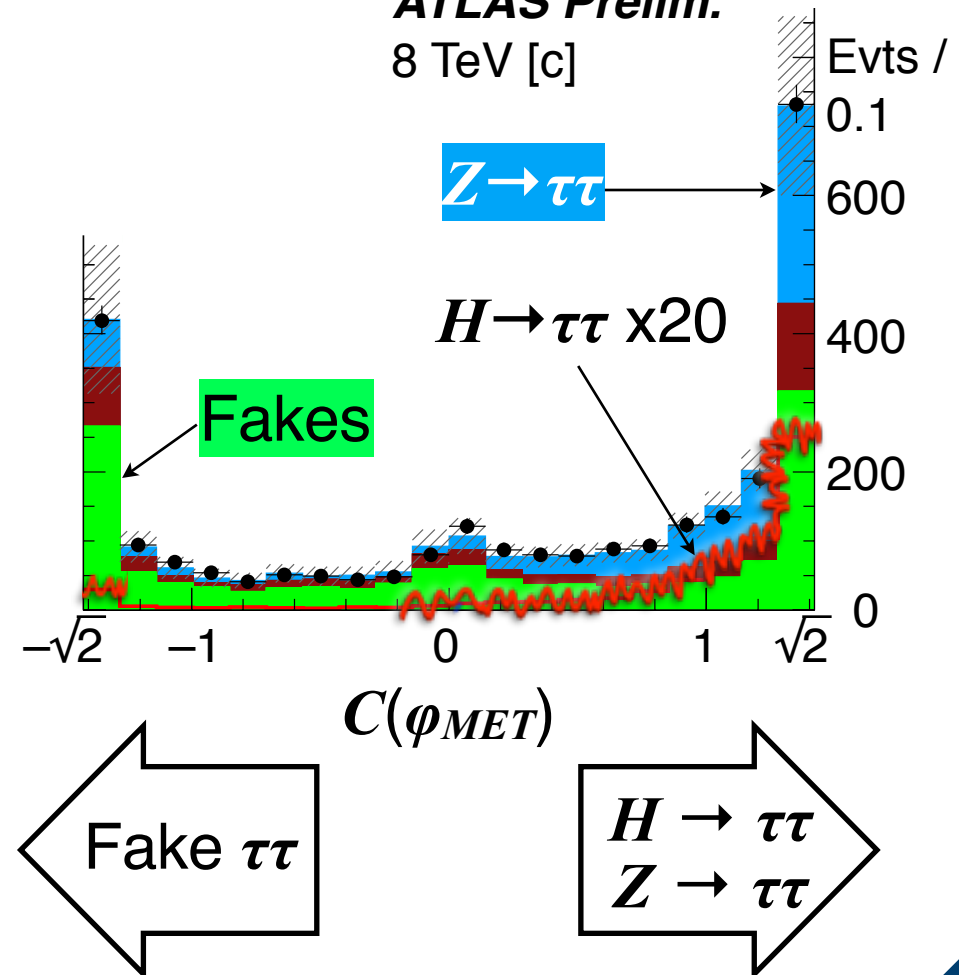 ATLAS Prelim.
8 TeV [c]
Evts /
0.1
Z→ττ
600
H→ττ x20
400
Fakes
200
0
−√2 −1 0 1 √2
C(φMET)
Fake ττ
H → ττ
Z → ττ